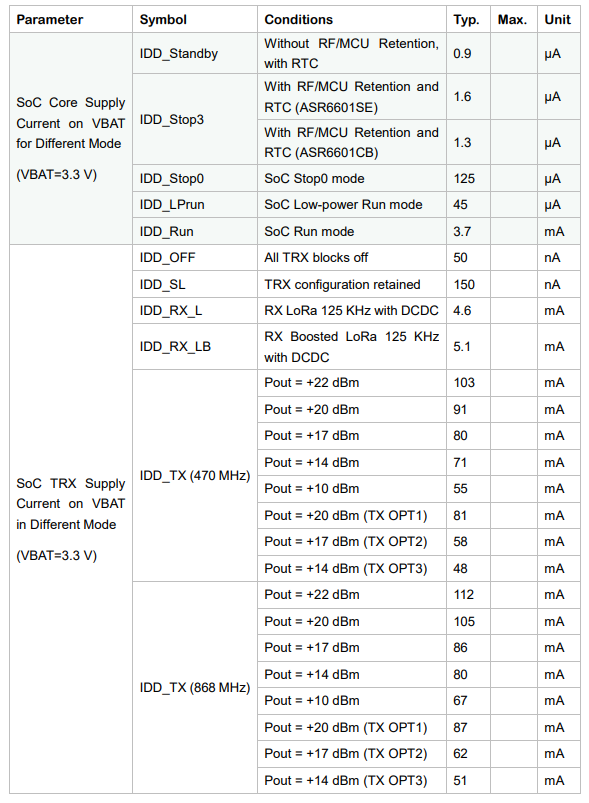 Parameter Symbol Conditions Typ. Max. Unit
SoC Core Supply
Current on VBAT
for Different Mode
(VBAT=3.3 V)
IDD_Standby
Without RF/MCU Retention,
with RTC
0.9 µA
IDD_Stop3
With RF/MCU Retention and
RTC (ASR6601SE)
1.6 µA
With RF/MCU Retention and
RTC (ASR6601CB)
1.3 µA
IDD_Stop0 SoC Stop0 mode 125 µA
IDD_LPrun SoC Low-power Run mode 45 µA
IDD_Run SoC Run mode 3.7 mA
SoC TRX Supply
Current on VBAT
in Different Mode
(VBAT=3.3 V)
IDD_OFF All TRX blocks off 50 nA
IDD_SL TRX configuration retained 150 nA
IDD_RX_L RX LoRa 125 KHz with DCDC 4.6 mA
IDD_RX_LB
RX Boosted LoRa 125 KHz
with DCDC
5.1 mA
IDD_TX (470 MHz)
Pout = +22 dBm 103 mA
Pout = +20 dBm 91 mA
Pout = +17 dBm 80 mA
Pout = +14 dBm 71 mA
Pout = +10 dBm 55 mA
Pout = +20 dBm (TX OPT1) 81 mA
Pout = +17 dBm (TX OPT2) 58 mA
Pout = +14 dBm (TX OPT3) 48 mA
IDD_TX (868 MHz)
Pout = +22 dBm 112 mA
Pout = +20 dBm 105 mA
Pout = +17 dBm 86 mA
Pout = +14 dBm 80 mA
Pout = +10 dBm 67 mA
Pout = +20 dBm (TX OPT1) 87 mA
Pout = +17 dBm (TX OPT2) 62 mA
Pout = +14 dBm (TX OPT3) 51 mA